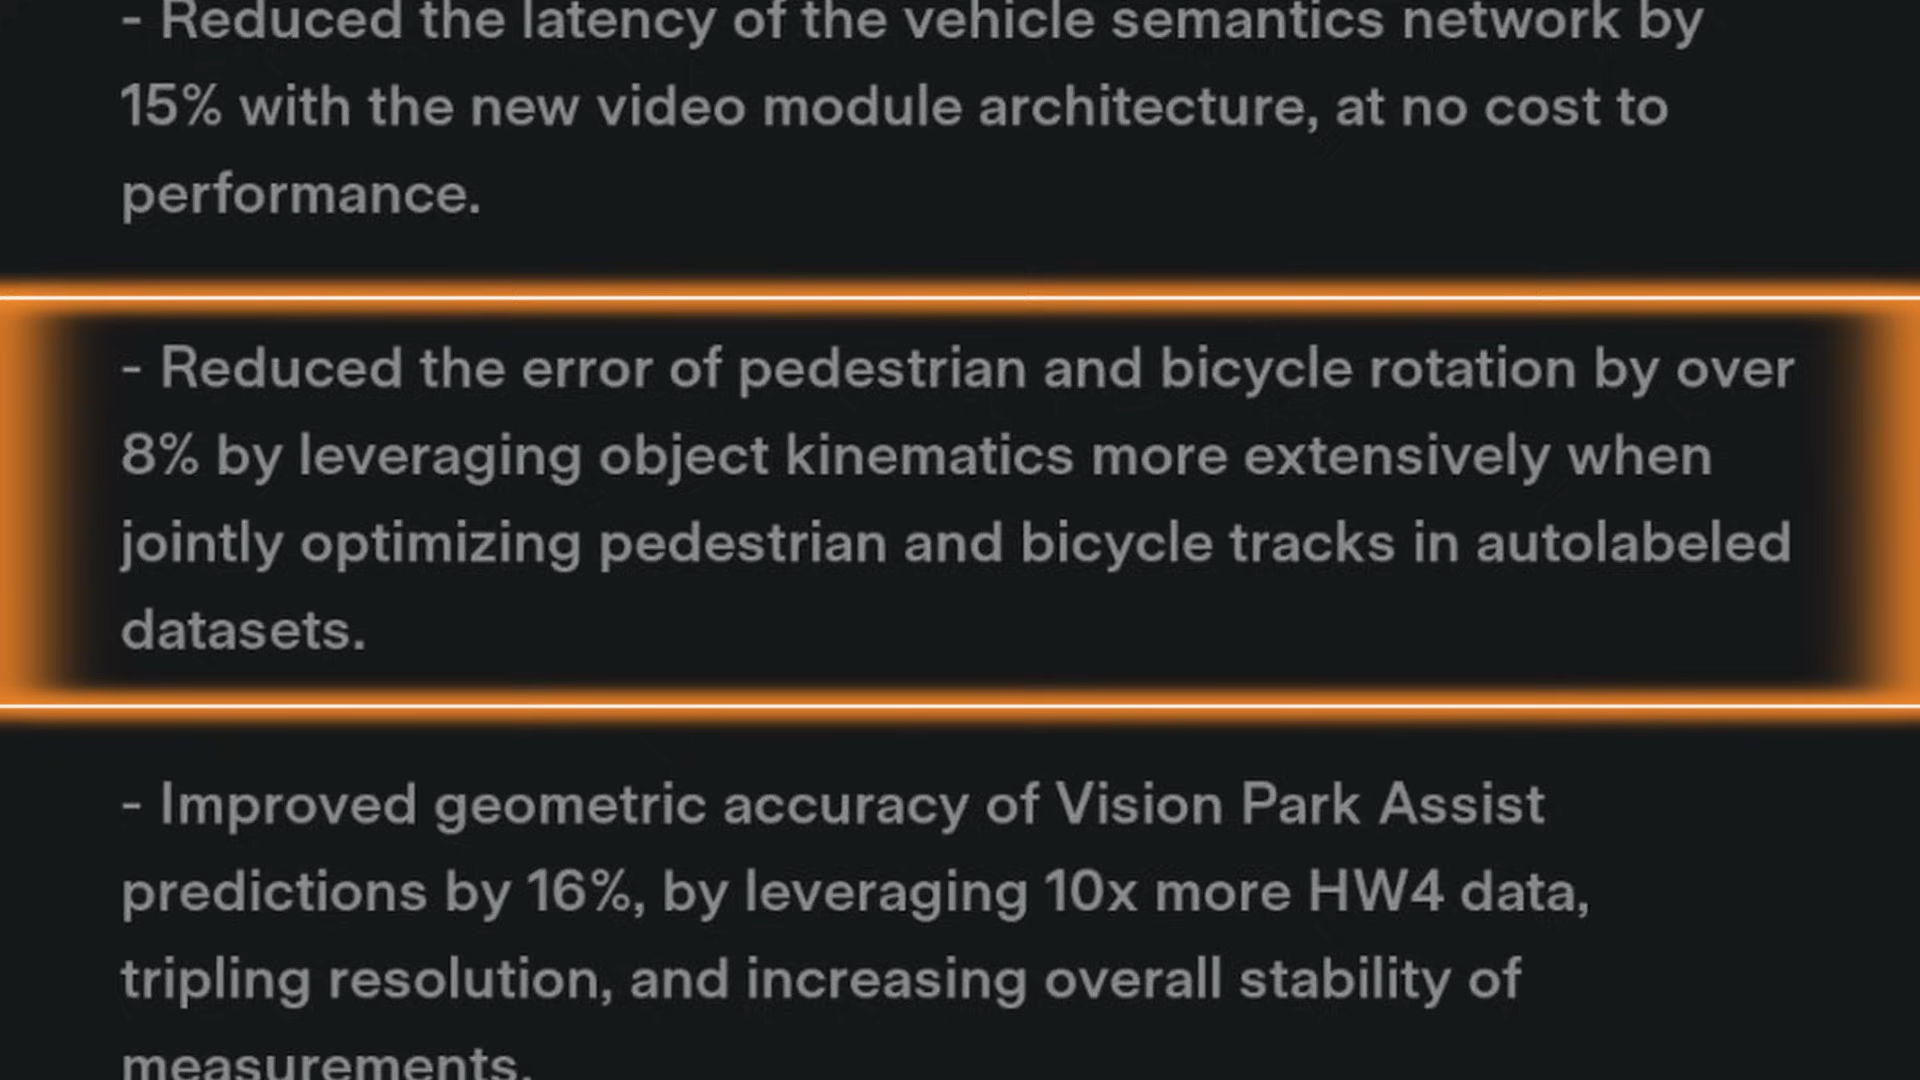 - Reduced the latency of the vehicle semantics network by
15% with the new video module architecture, at no cost to
performance.
- Reduced the error of pedestrian and bicycle rotation by over
8% by leveraging object kinematics more extensively when
jointly optimizing pedestrian and bicycle tracks in autolabeled
datasets.
- Improved geometric accuracy of Vision Park Assist
predictions by 16%, by leveraging 10x more HW4 data,
tripling resolution, and increasing overall stability of
measurements.